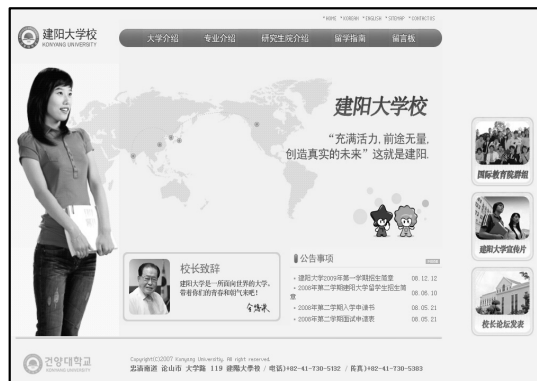 *HOME *KOREAN *ENGLISH *SITEMAP *CONTACTUS
建阳大学校
KONYANG UNIVERSITY
大学介绍 专业介绍 研究生院介绍 留学指南 留言板
建阳大学校
“充满活力,前途无量,
创造真实的未来”这就是建阳.
国际教育院群组
建阳大学宣传片
校长论坛发表
校长致辞
建阳大学是一所面向世界的大学。
带着你们的青春和朝气来吧!
公告事项
· 建阳大学2009年第一学期招生简章 08.12.12
· 2008年第二学期建阳大学留学生招生简
章 08.06.10
· 2008年第二学期入学申请书 08.05.21
· 2008年第二学期面试申请表 08.05.21
건양대학교
KONYANG UNIVERSITY
Copyright(C)2007 Konyang University, All right reserved.
忠清南道 论山市 大学路 119 建陽大學校 / 电话)+82-41-730-5132 / 传真)+82-41-730-5383